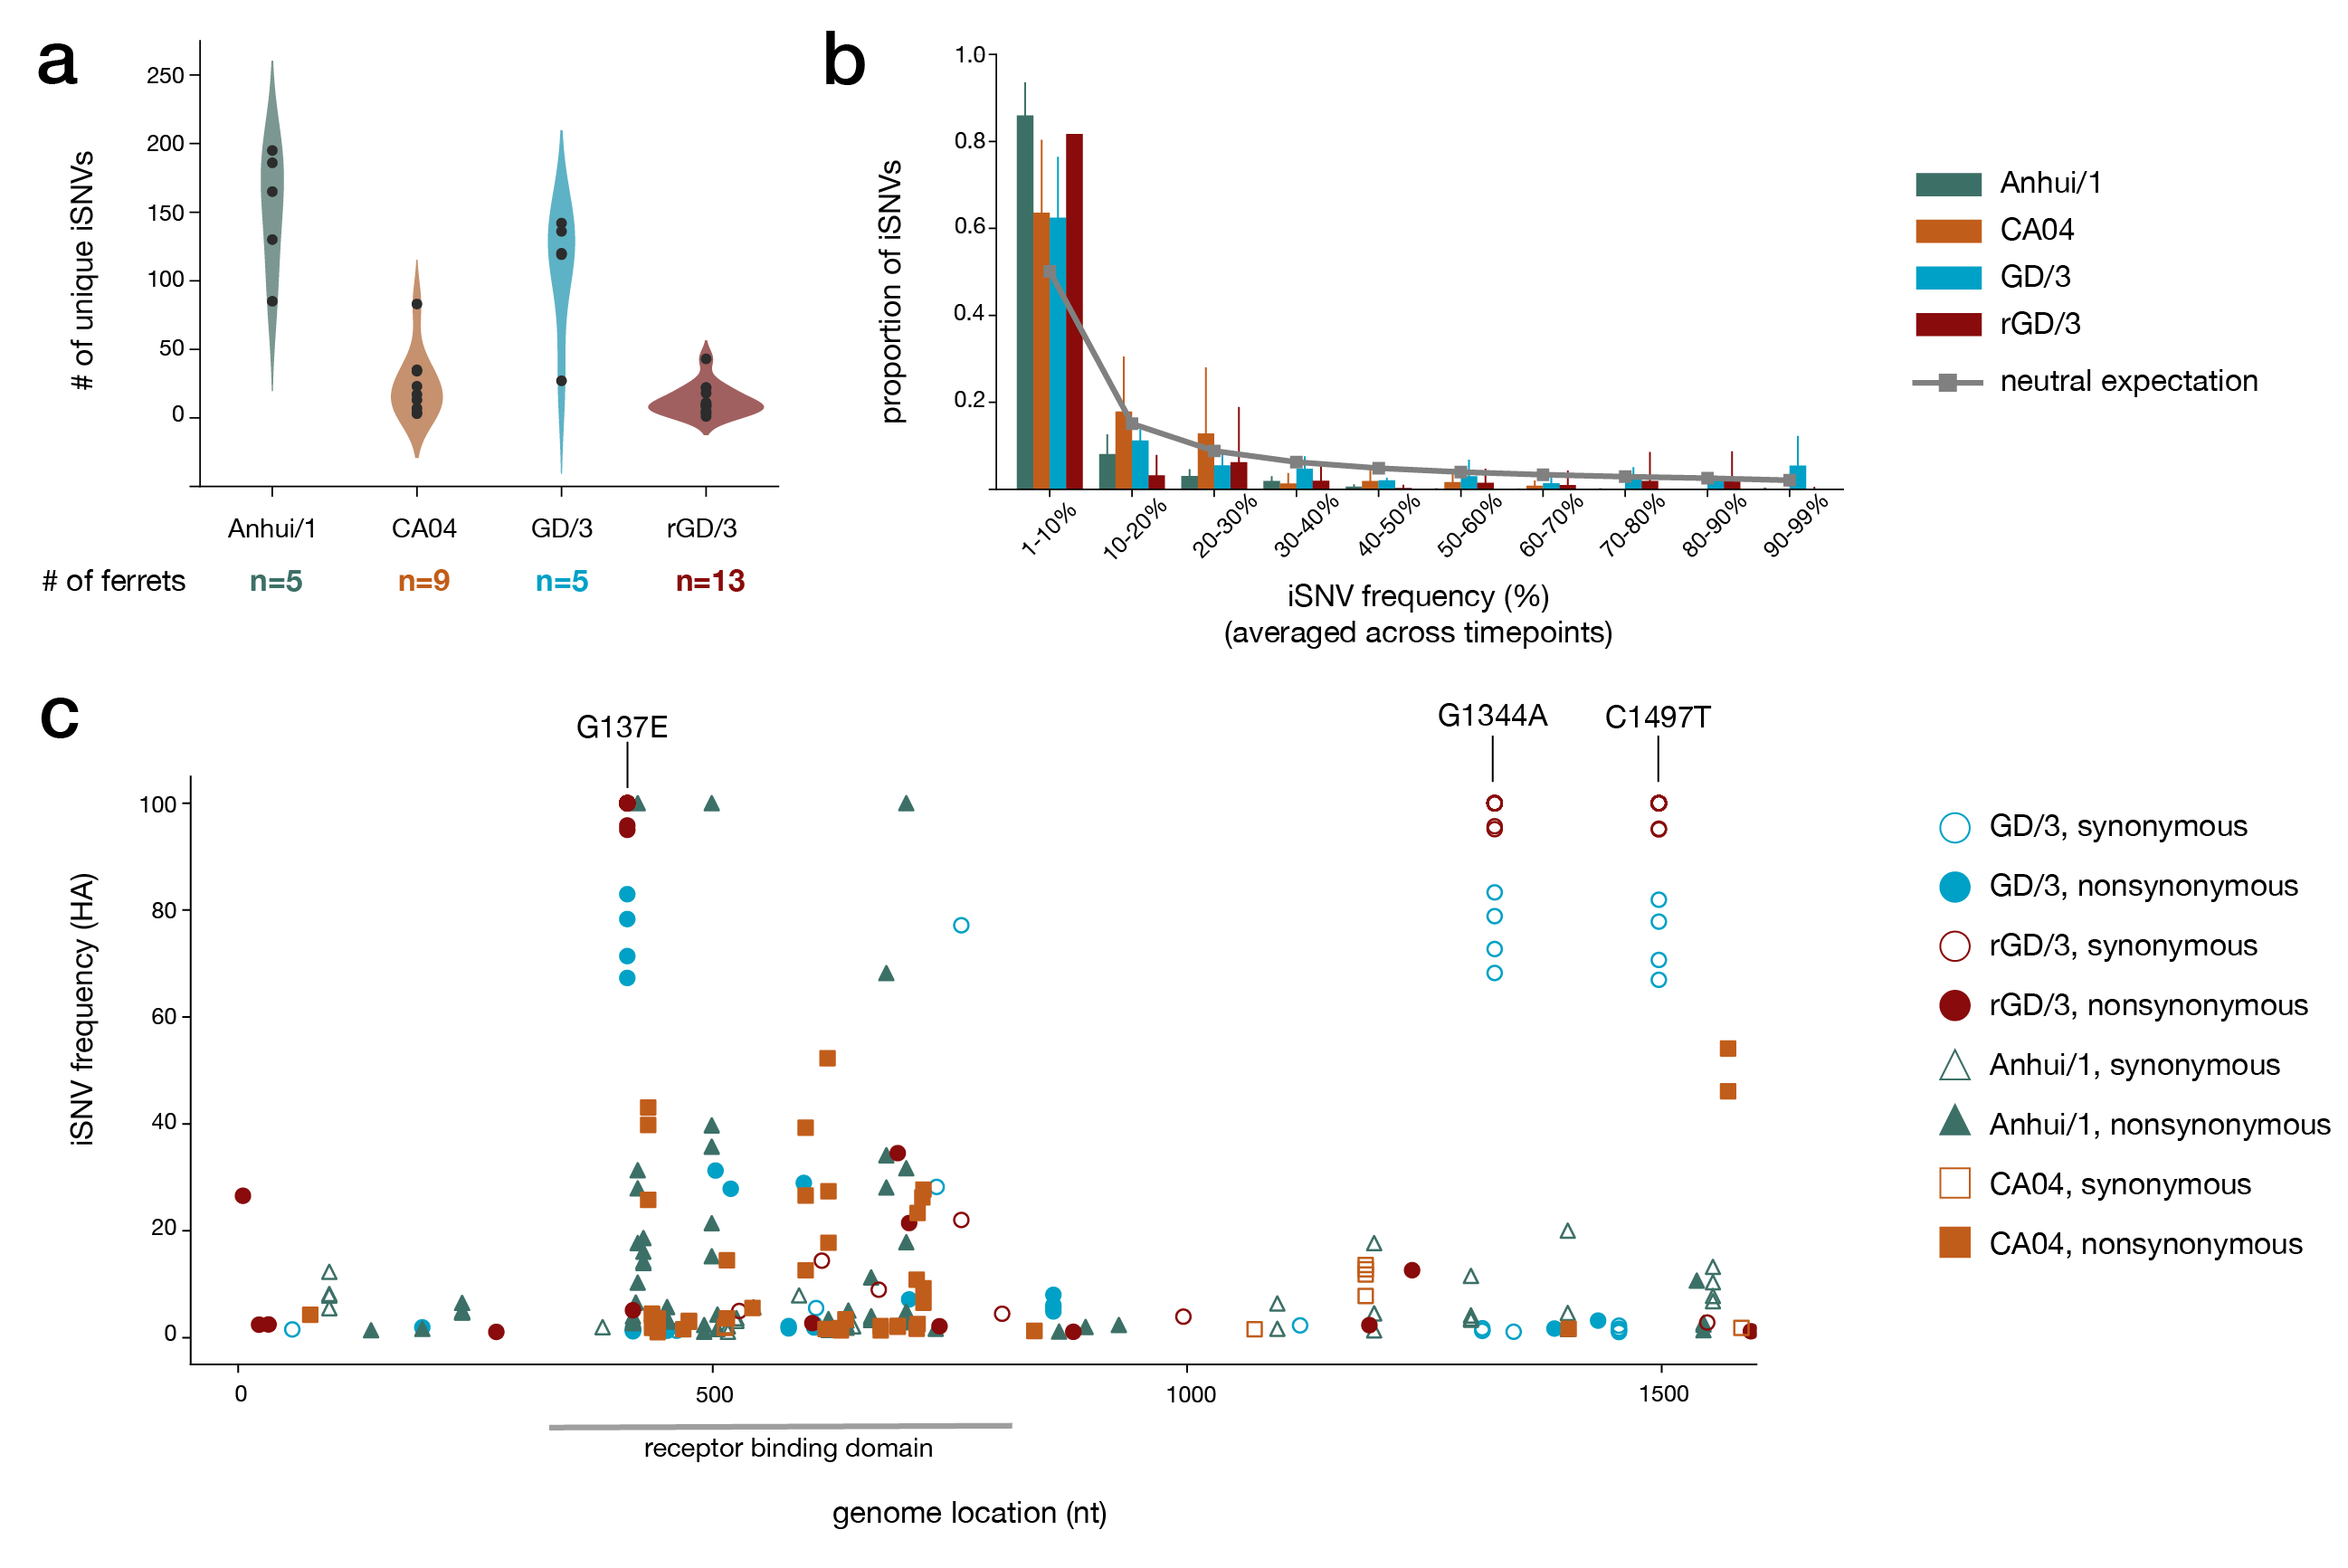 a
250
200
150
100
50
0
# of unique iSNVs
Anhui/1 CA04 GD/3 rGD/3
# of ferrets n=5 n=9 n=5 n=13
b
1.0
0.8
0.6
0.4
0.2
proportion of iSNVs
1-10% 10-20% 20-30% 30-40% 40-50% 50-60% 60-70% 70-80% 80-90% 90-99%
iSNV frequency (%)
(averaged across timepoints)
Anhui/1
CA04
GD/3
rGD/3
neutral expectation
c
G137E G1344A C1497T
100
80
60
40
20
0
iSNV frequency (HA)
0 500 1000 1500
receptor binding domain
genome location (nt)
GD/3, synonymous
GD/3, nonsynonymous
rGD/3, synonymous
rGD/3, nonsynonymous
Anhui/1, synonymous
Anhui/1, nonsynonymous
CA04, synonymous
CA04, nonsynonymous